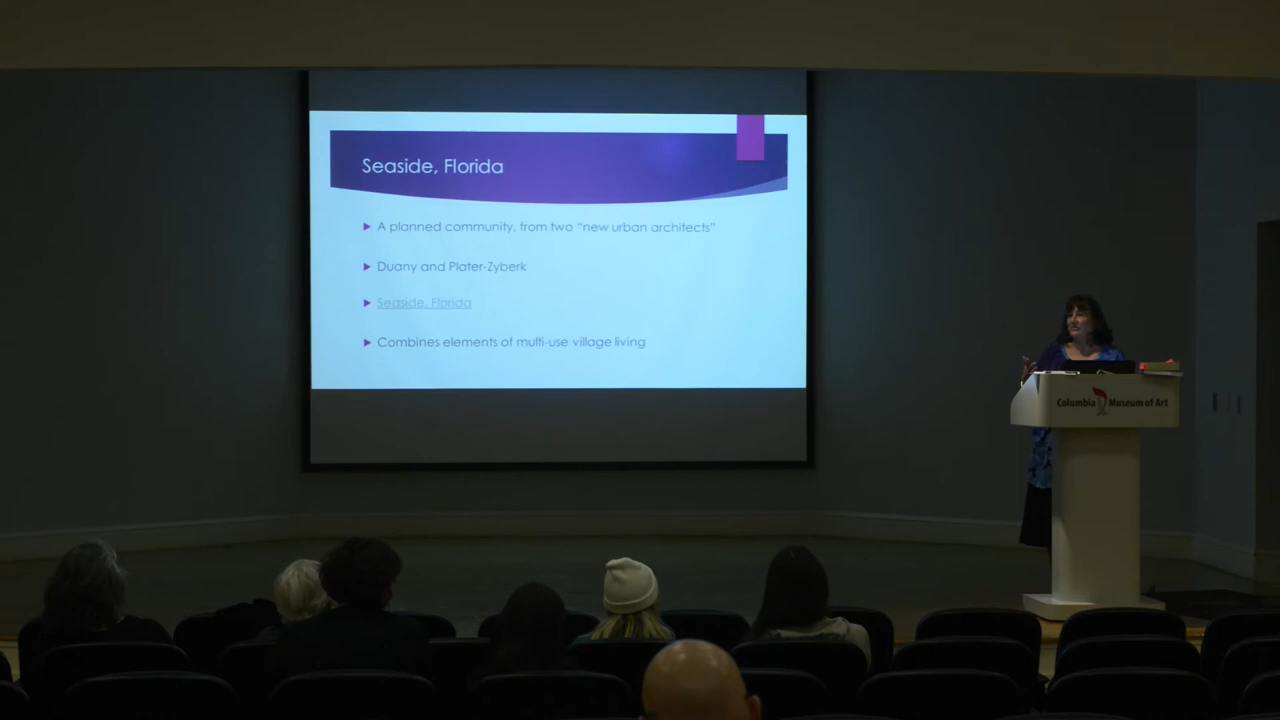 Seaside, Florida
A planned community, from two “new urban architects”
Duany and Plater-Zyberk
Seaside, Florida
Combines elements of multi-use village living
Columbia Museum of Art